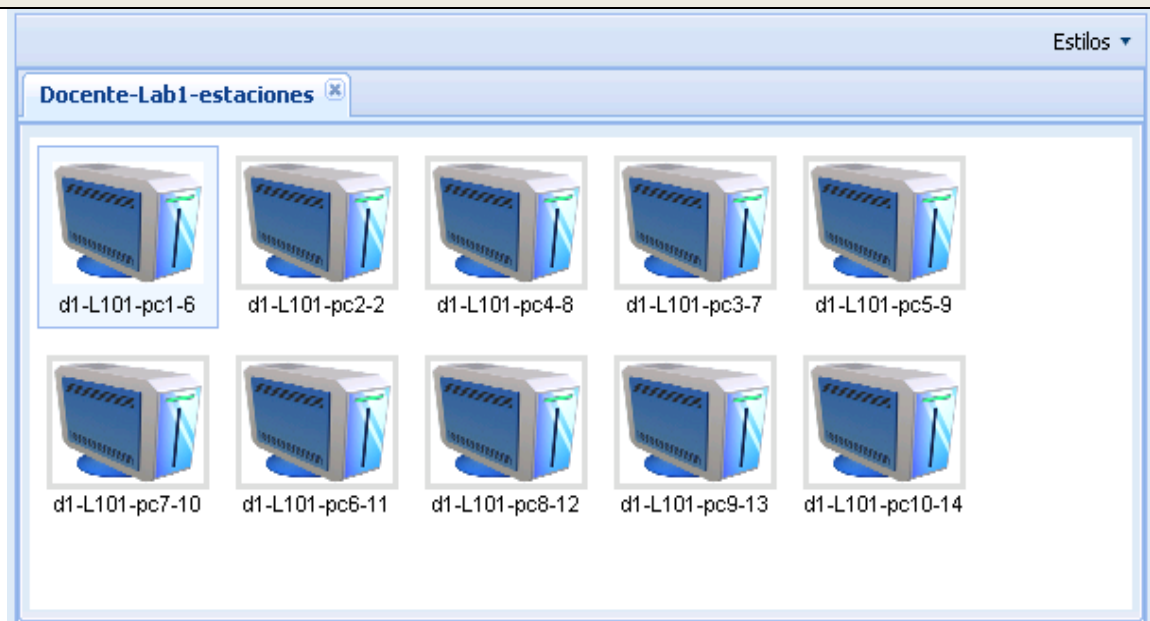 Estilos
Docente-Lab1-estaciones
d1-L101-pc1-6 d1-L101-pc2-2 d1-L101-pc4-8 d1-L101-pc3-7 d1-L101-pc5-9
d1-L101-pc7-10 d1-L101-pc6-11 d1-L101-pc8-12 d1-L101-pc9-13 d1-L101-pc10-14